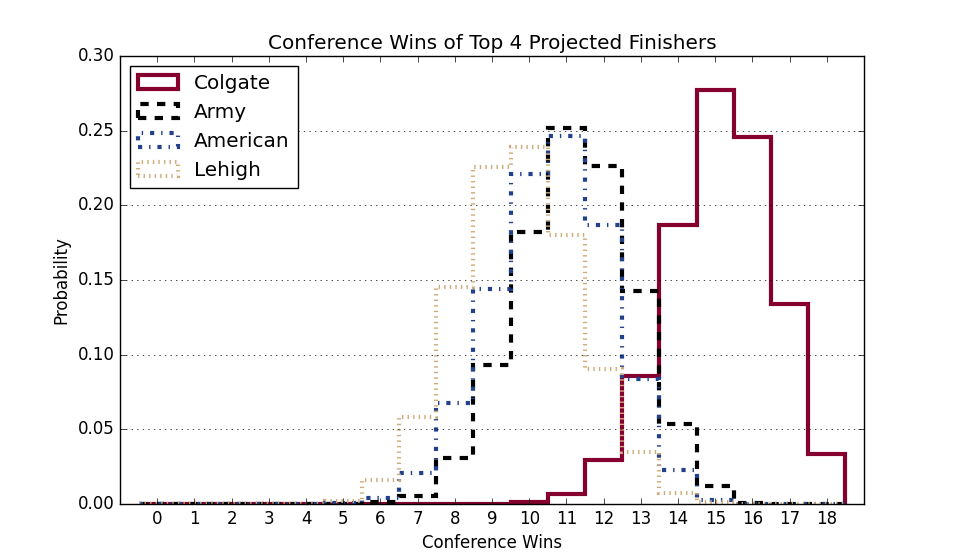 Conference Wins of Top 4 Projected Finishers
0.30
0.25
0.20
0.15
0.10
0.05
0.00
Probability
Colgate
Army
American
Lehigh
0 1 2 3 4 5 6 7 8 9 10 11 12 13 14 15 16 17 18
Conference Wins